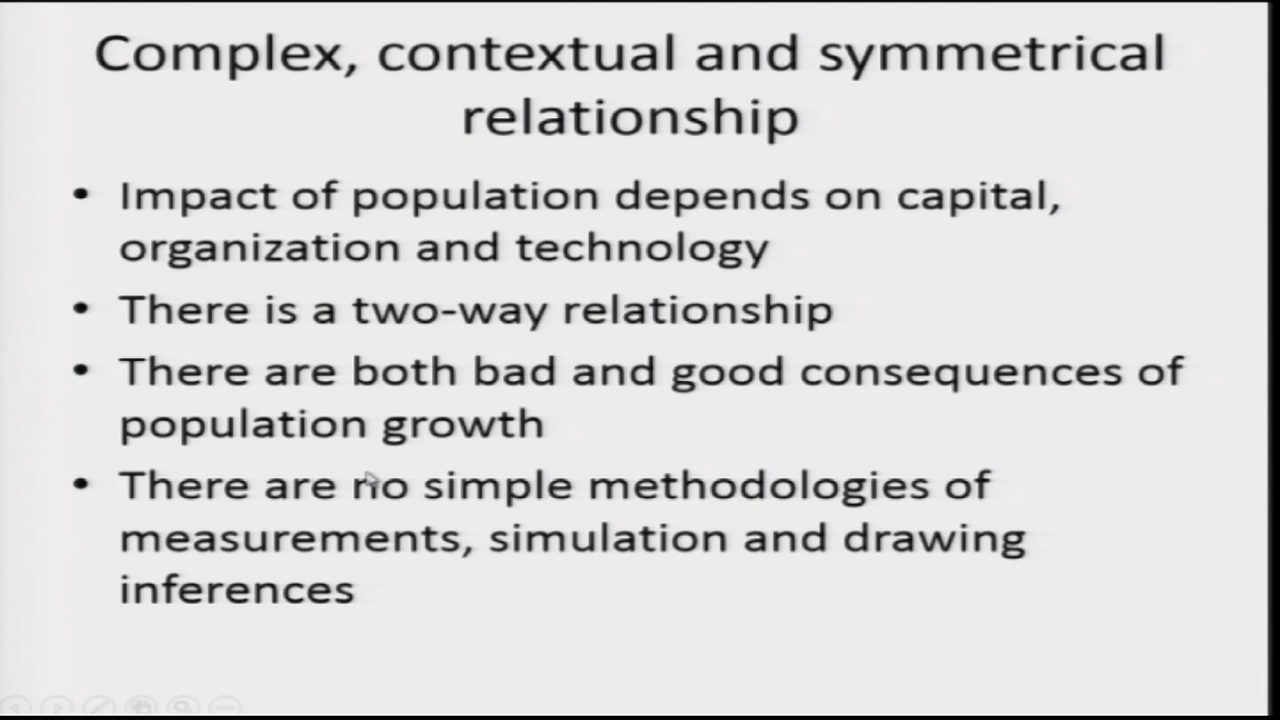 Complex, contextual and symmetrical
relationship
• Impact of population depends on capital,
organization and technology
• There is a two-way relationship
• There are both bad and good consequences of
population growth
• There are no simple methodologies of
measurements, simulation and drawing
inferences